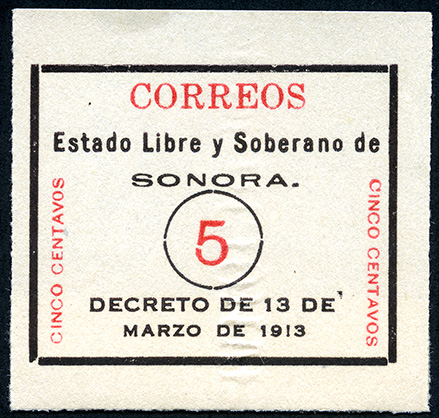 CORREOS
Estado Libre y Soberano de
SONORA.
CINCO CENTAVOS
5
CINCO CENTAVOS
DECRETO DE 13 DE
MARZO DE 1913